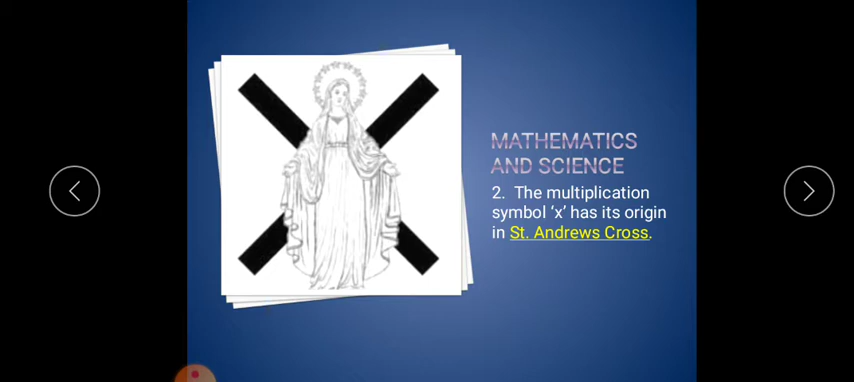 MATHEMATICS
AND SCIENCE
2. The multiplication
symbol ‘x’ has its origin
in St. Andrews Cross.